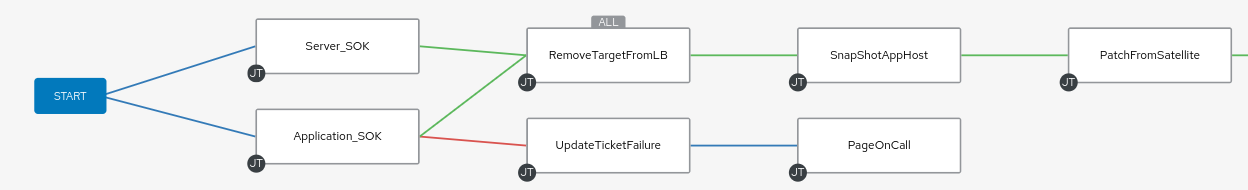 START
Server_SOK
JT
Application_SOK
JT
ALL
RemoveTargetFromLB
JT
UpdateTicketFailure
JT
SnapShotAppHost
JT
PageOnCall
JT
PatchFromSatellite
JT